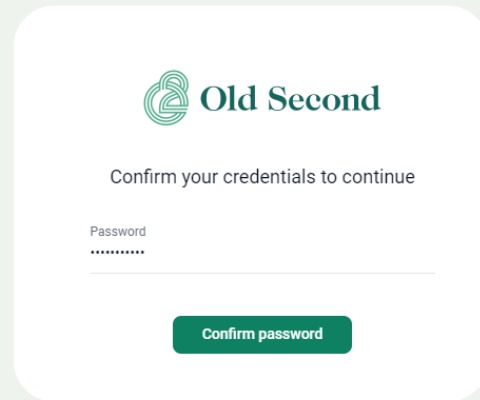 Old Second
Confirm your credentials to continue
Password
•••••••••••
Confirm password